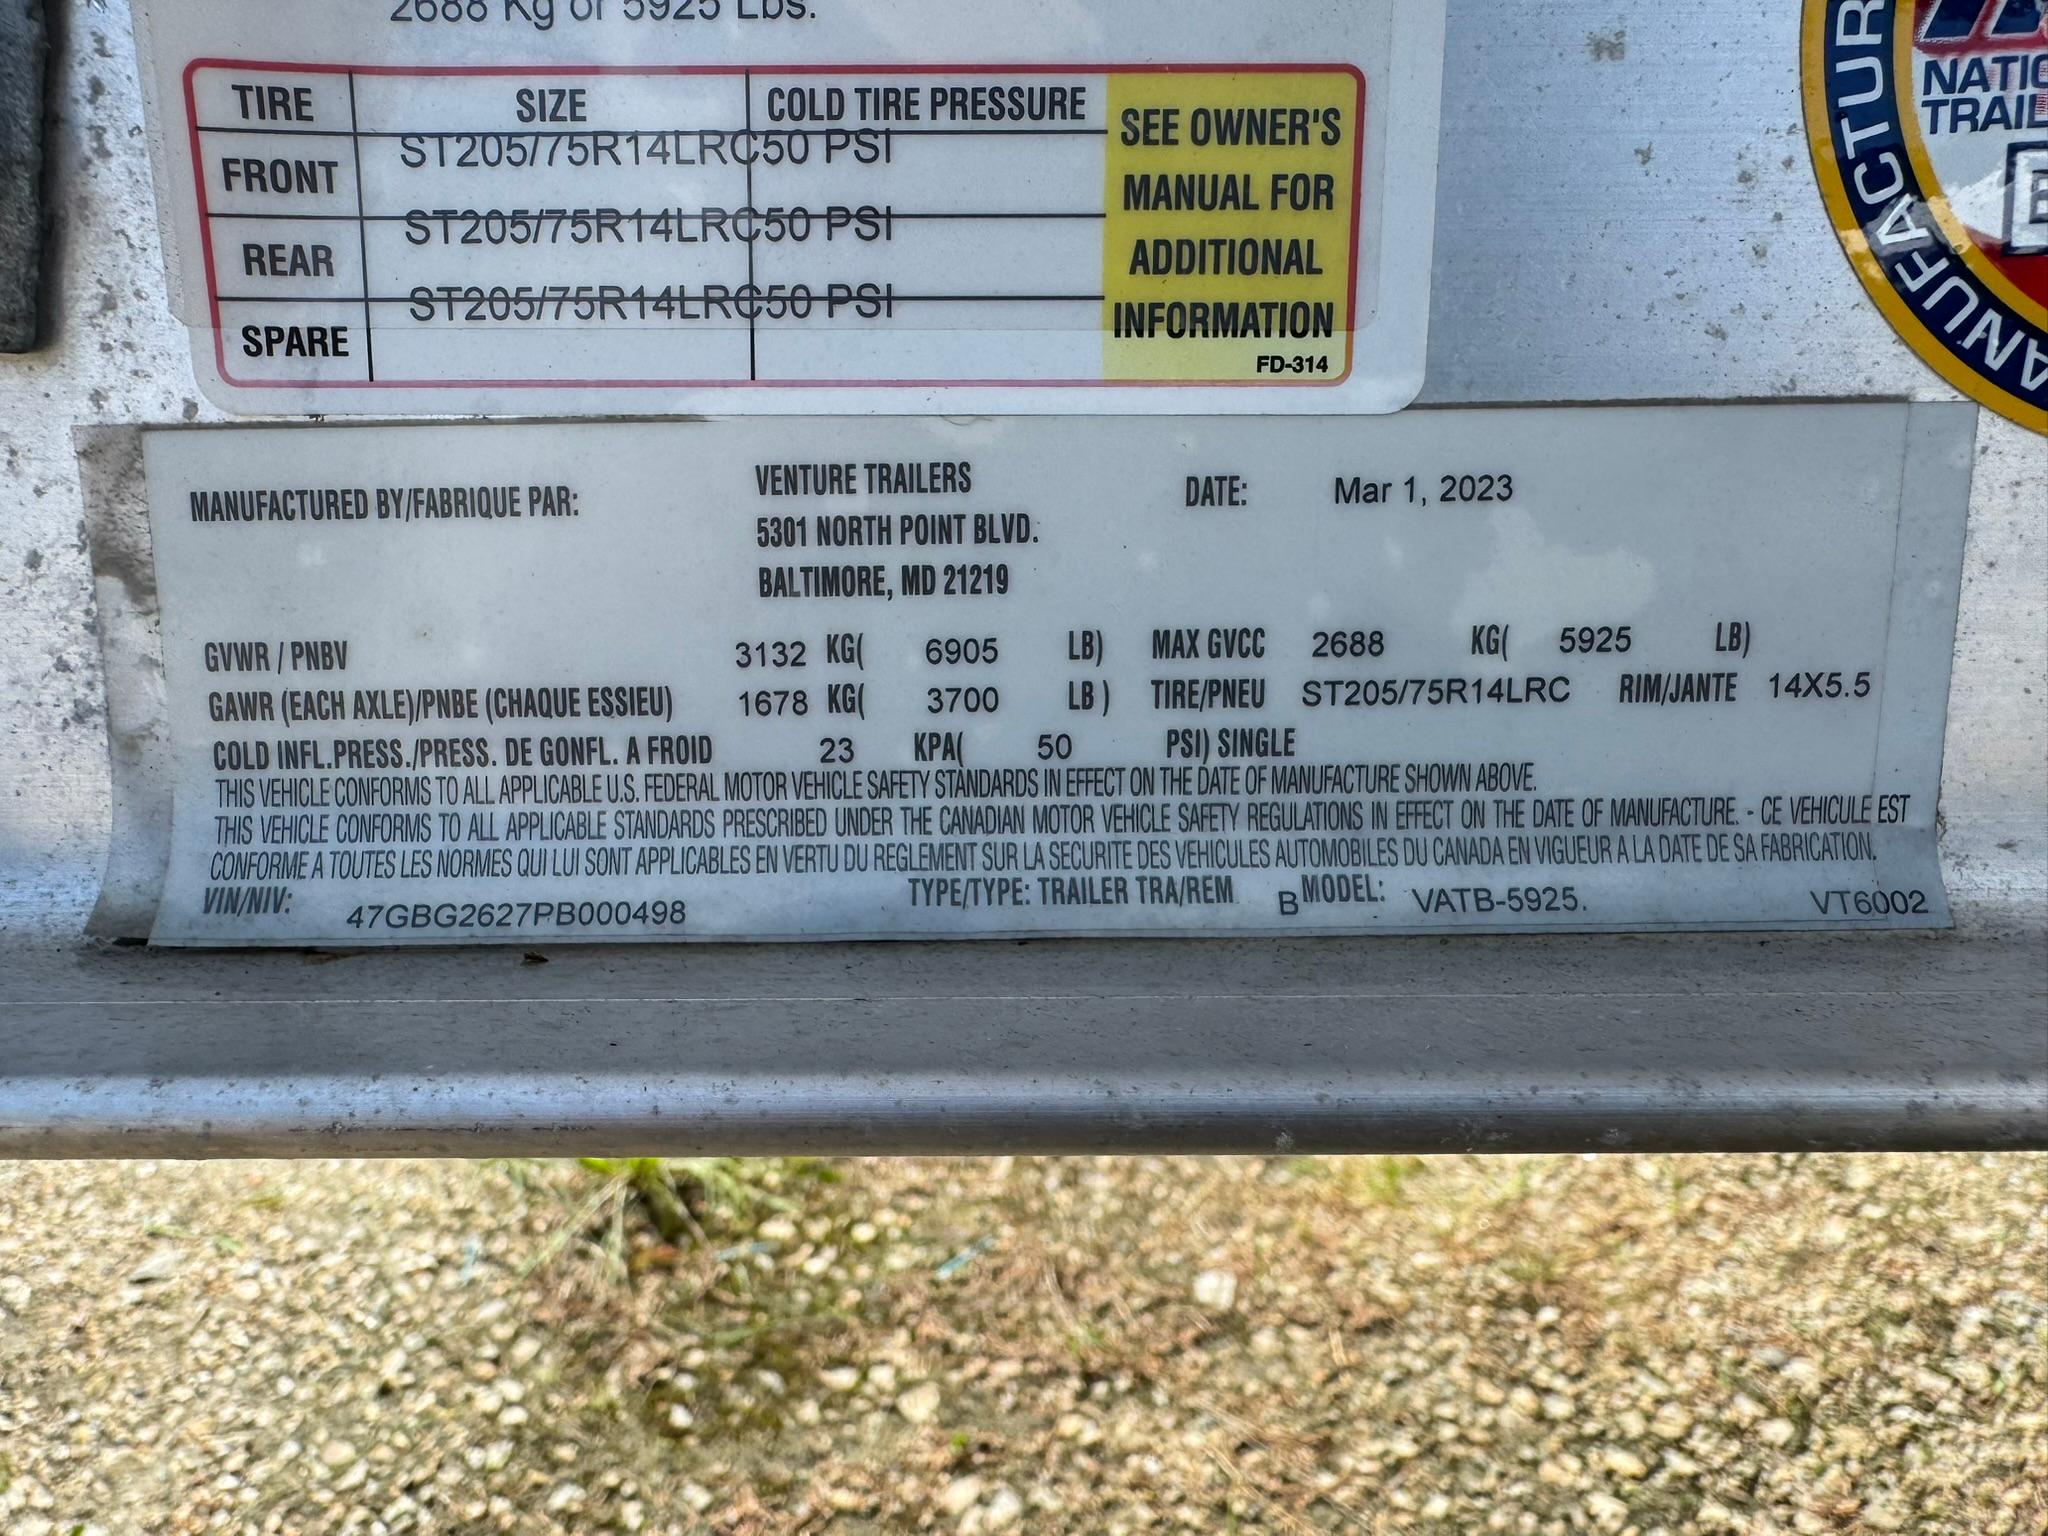 2688 Kg or 5925 Lbs.
TIRE SIZE COLD TIRE PRESSURE
FRONT ST205/75R14LRC50 PSI
REAR ST205/75R14LRC50 PSI
SPARE ST205/75R14LRC50 PSI
SEE OWNER'S
MANUAL FOR
ADDITIONAL
INFORMATION
FD-314
MANUFACTURED BY/FABRIQUE PAR: VENTURE TRAILERS DATE: Mar 1, 2023
5301 NORTH POINT BLVD.
BALTIMORE, MD 21219
GVWR / PNBV 3132 KG( 6905 LB) MAX GVCC 2688 KG( 5925 LB)
GAWR (EACH AXLE)/PNBE (CHAQUE ESSIEU) 1678 KG( 3700 LB ) TIRE/PNEU ST205/75R14LRC RIM/JANTE 14X5.5
COLD INFL.PRESS./PRESS. DE GONFL. A FROID 23 KPA( 50 PSI) SINGLE
THIS VEHICLE CONFORMS TO ALL APPLICABLE U.S. FEDERAL MOTOR VEHICLE SAFETY STANDARDS IN EFFECT ON THE DATE OF MANUFACTURE SHOWN ABOVE.
THIS VEHICLE CONFORMS TO ALL APPLICABLE STANDARDS PRESCRIBED UNDER THE CANADIAN MOTOR VEHICLE SAFETY REGULATIONS IN EFFECT ON THE DATE OF MANUFACTURE. - CE VEHICULE EST
CONFORME A TOUTES LES NORMES QUI LUI SONT APPLICABLES EN VERTU DU REGLEMENT SUR LA SECURITE DES VEHICULES AUTOMOBILES DU CANADA EN VIGUEUR A LA DATE DE SA FABRICATION.
VIN/NIV: 47GBG2627PB000498 TYPE/TYPE: TRAILER TRA/REM B MODEL: VATB-5925. VT6002